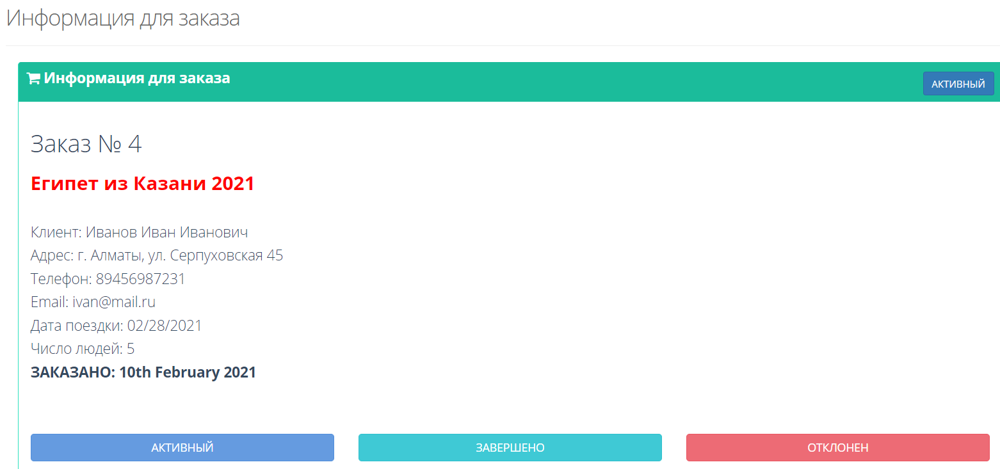 Информация для заказа
Информация для заказа
АКТИВНЫЙ
Заказ № 4
Египет из Казани 2021
Клиент: Иванов Иван Иванович
Адрес: г. Алматы, ул. Серпуховская 45
Телефон: 89456987231
Email: ivan@mail.ru
Дата поездки: 02/28/2021
Число людей: 5
ЗАКАЗАНО: 10th February 2021
АКТИВНЫЙ
ЗАВЕРШЕНО
ОТКЛОНЕН